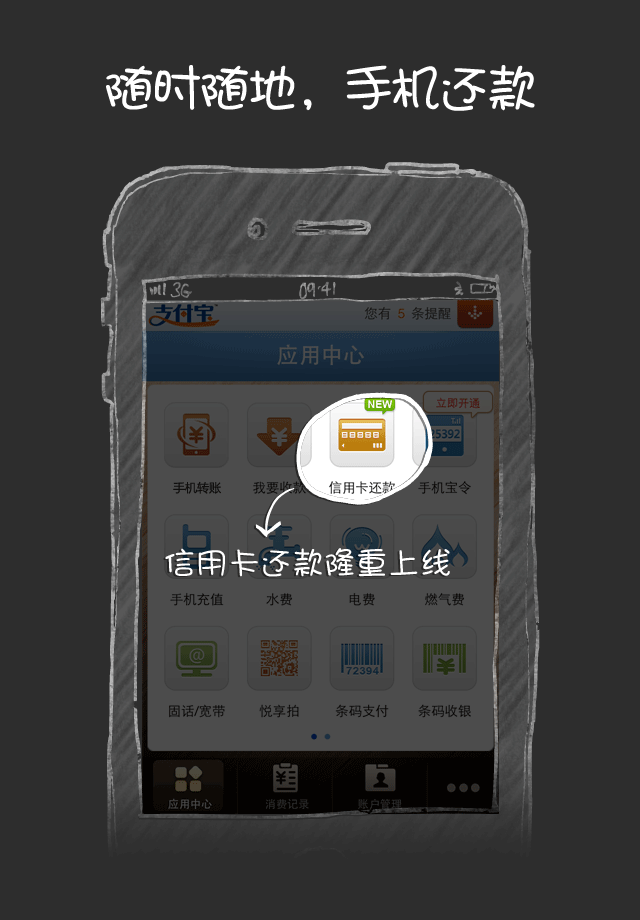 随时随地，手机还款
3G 09:41
支付宝 您有 5 条提醒
应用中心
NEW 立即开通
25392
手机转账 我要收款 信用卡还款 手机宝令
信用卡还款隆重上线
手机充值 水费 电费 燃气费
@ 72394
固话/宽带 悦享拍 条码支付 条码收银
应用中心 消费记录 账户管理